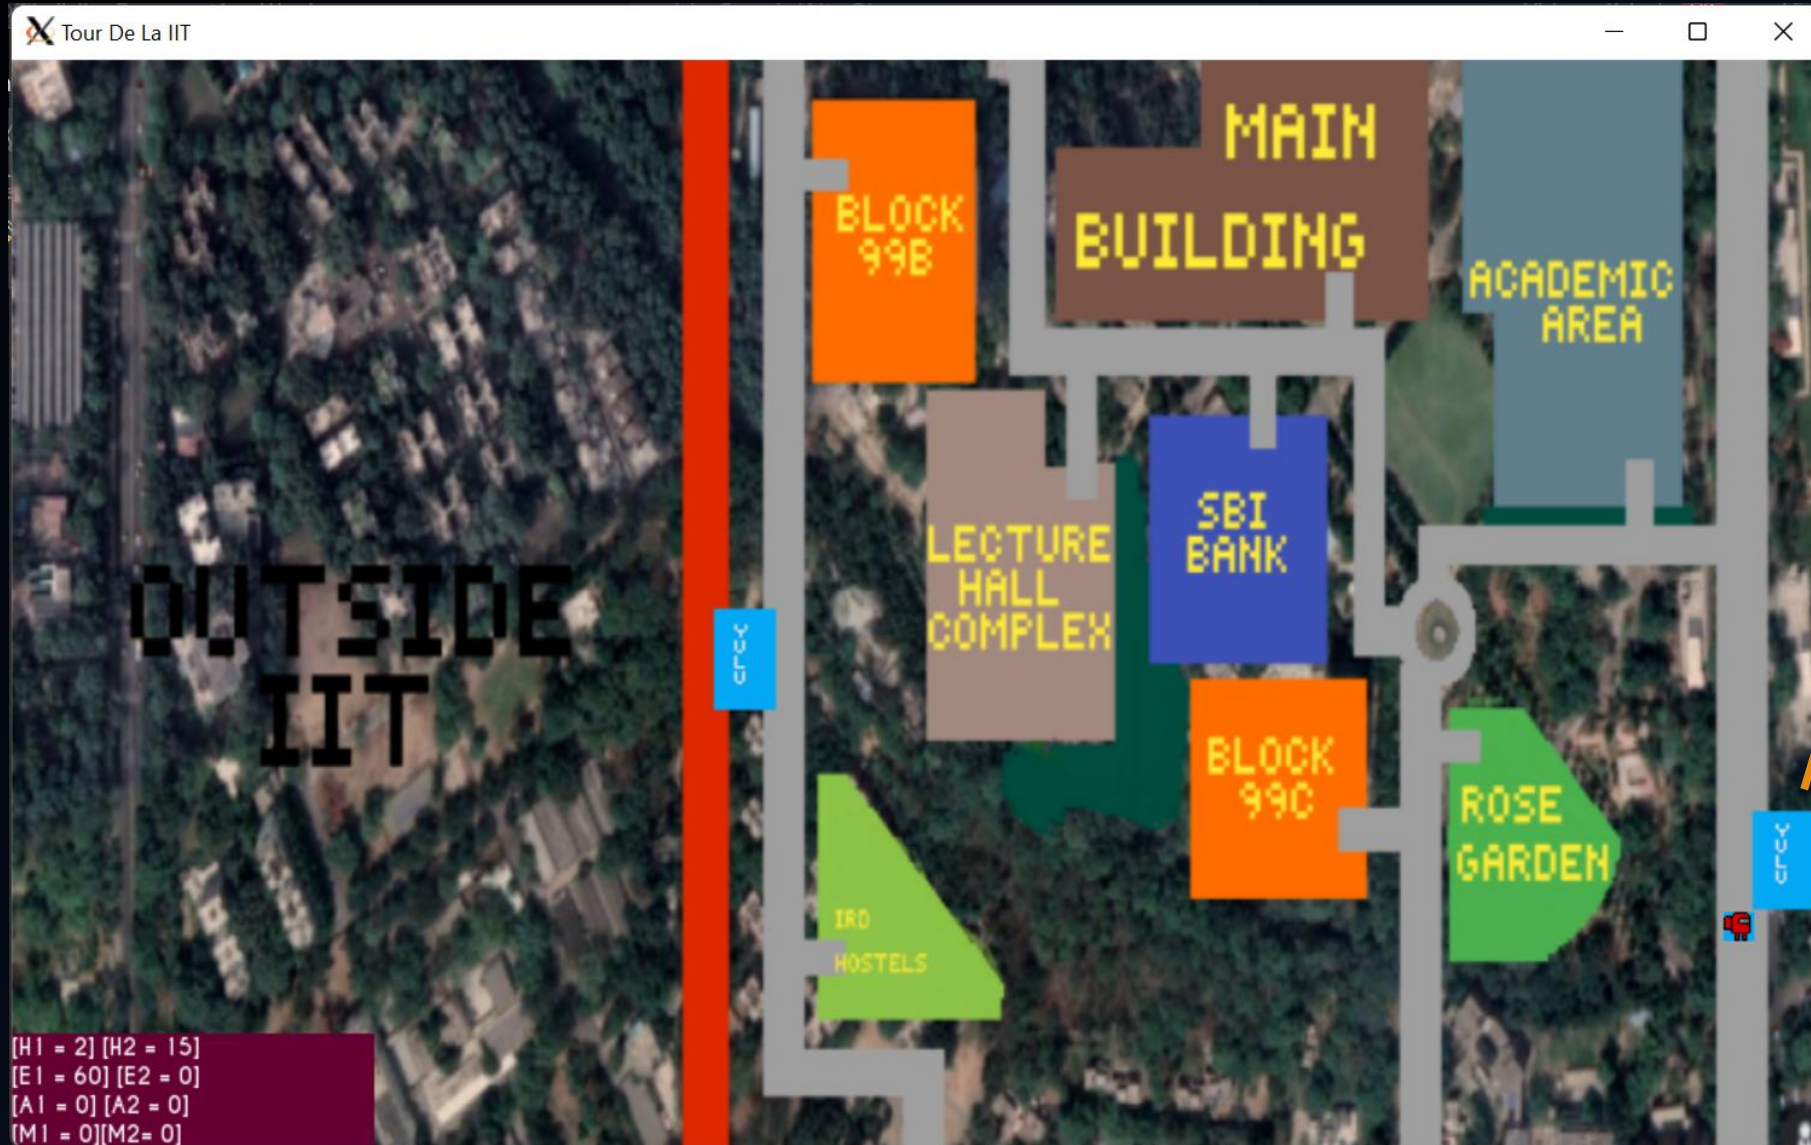 Tour De La IIT
MAIN
BUILDING
BLOCK
99B
ACADEMIC
AREA
SBI
BANK
LECTURE
HALL
COMPLEX
OUTSIDE
IIT
YULU
BLOCK
99C
ROSE
GARDEN
YULU
IRD
HOSTELS
[H1 = 2] [H2 = 15]
[E1 = 60] [E2 = 0]
[A1 = 0] [A2 = 0]
[M1 = 0][M2= 0]